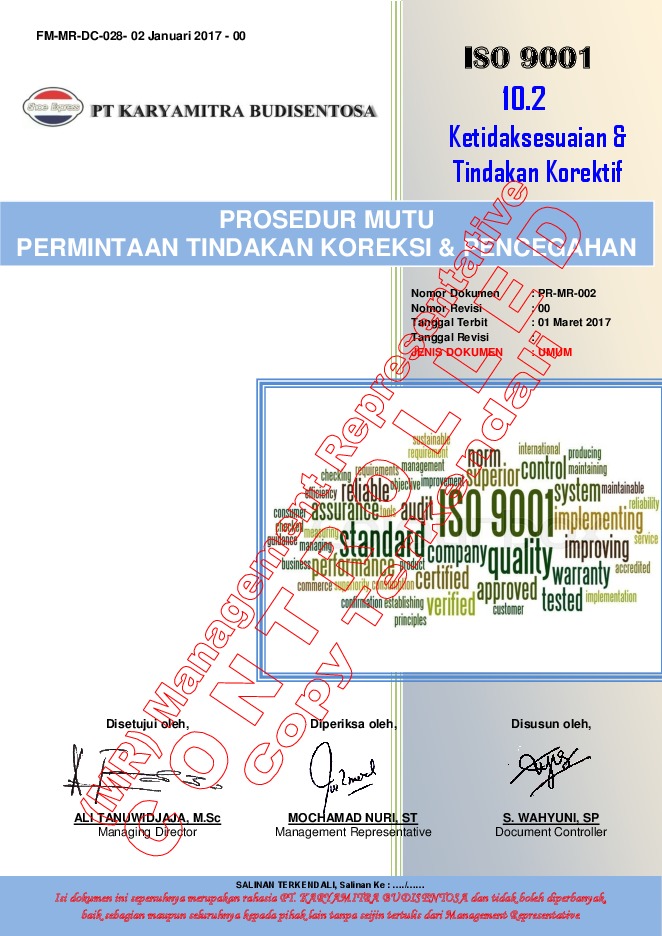 FM-MR-DC-028- 02 Januari 2017 - 00
ISO 9001
10.2
Ketidaksesuaian &
Tindakan Korektif
Shoe Express
PT KARYAMITRA BUDISENTOSA
PROSEDUR MUTU
PERMINTAAN TINDAKAN KOREKSI & PENCEGAHAN
Nomor Dokumen : PR-MR-002
Nomor Revisi : 00
Tanggal Terbit : 01 Maret 2017
Tanggal Revisi :
JENIS DOKUMEN : UMUM
(MR) Management Representative
CONTROLLED
Copy Terkendali
sustainable
requirement
norm
international
producing
checking
requirements
management
superior
control
maintaining
efficiency
reliable
objective
improvement
system
maintainable
consumer
assurance
tools
audit
ISO 9001
reliability
checked
measuring
implementing
guidance
managing
standard
company
quality
improving
service
business
performance
product
accredited
commerce
superiority
certified
approved
warranty
confirmation
establishing
verified
customer
tested
implementation
principles
Disetujui oleh, Diperiksa oleh, Disusun oleh,
ALI TANUWIDJAJA, M.Sc MOCHAMAD NURI, ST S. WAHYUNI, SP
Managing Director Management Representative Document Controller
SALINAN TERKENDALI, Salinan Ke : ..../......
Isi dokumen ini sepenuhnya merupakan rahasia PT. KARYAMITRA BUDISENTOSA dan tidak boleh diperbanyak,
baik sebagian maupun seluruhnya kepada pihak lain tanpa seijin tertulis dari Management Representative